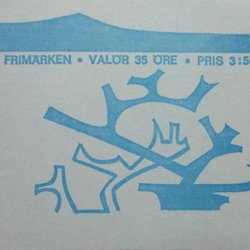 FRIMÄRKEN • VALÖR 35 ÖRE • PRIS 3:50